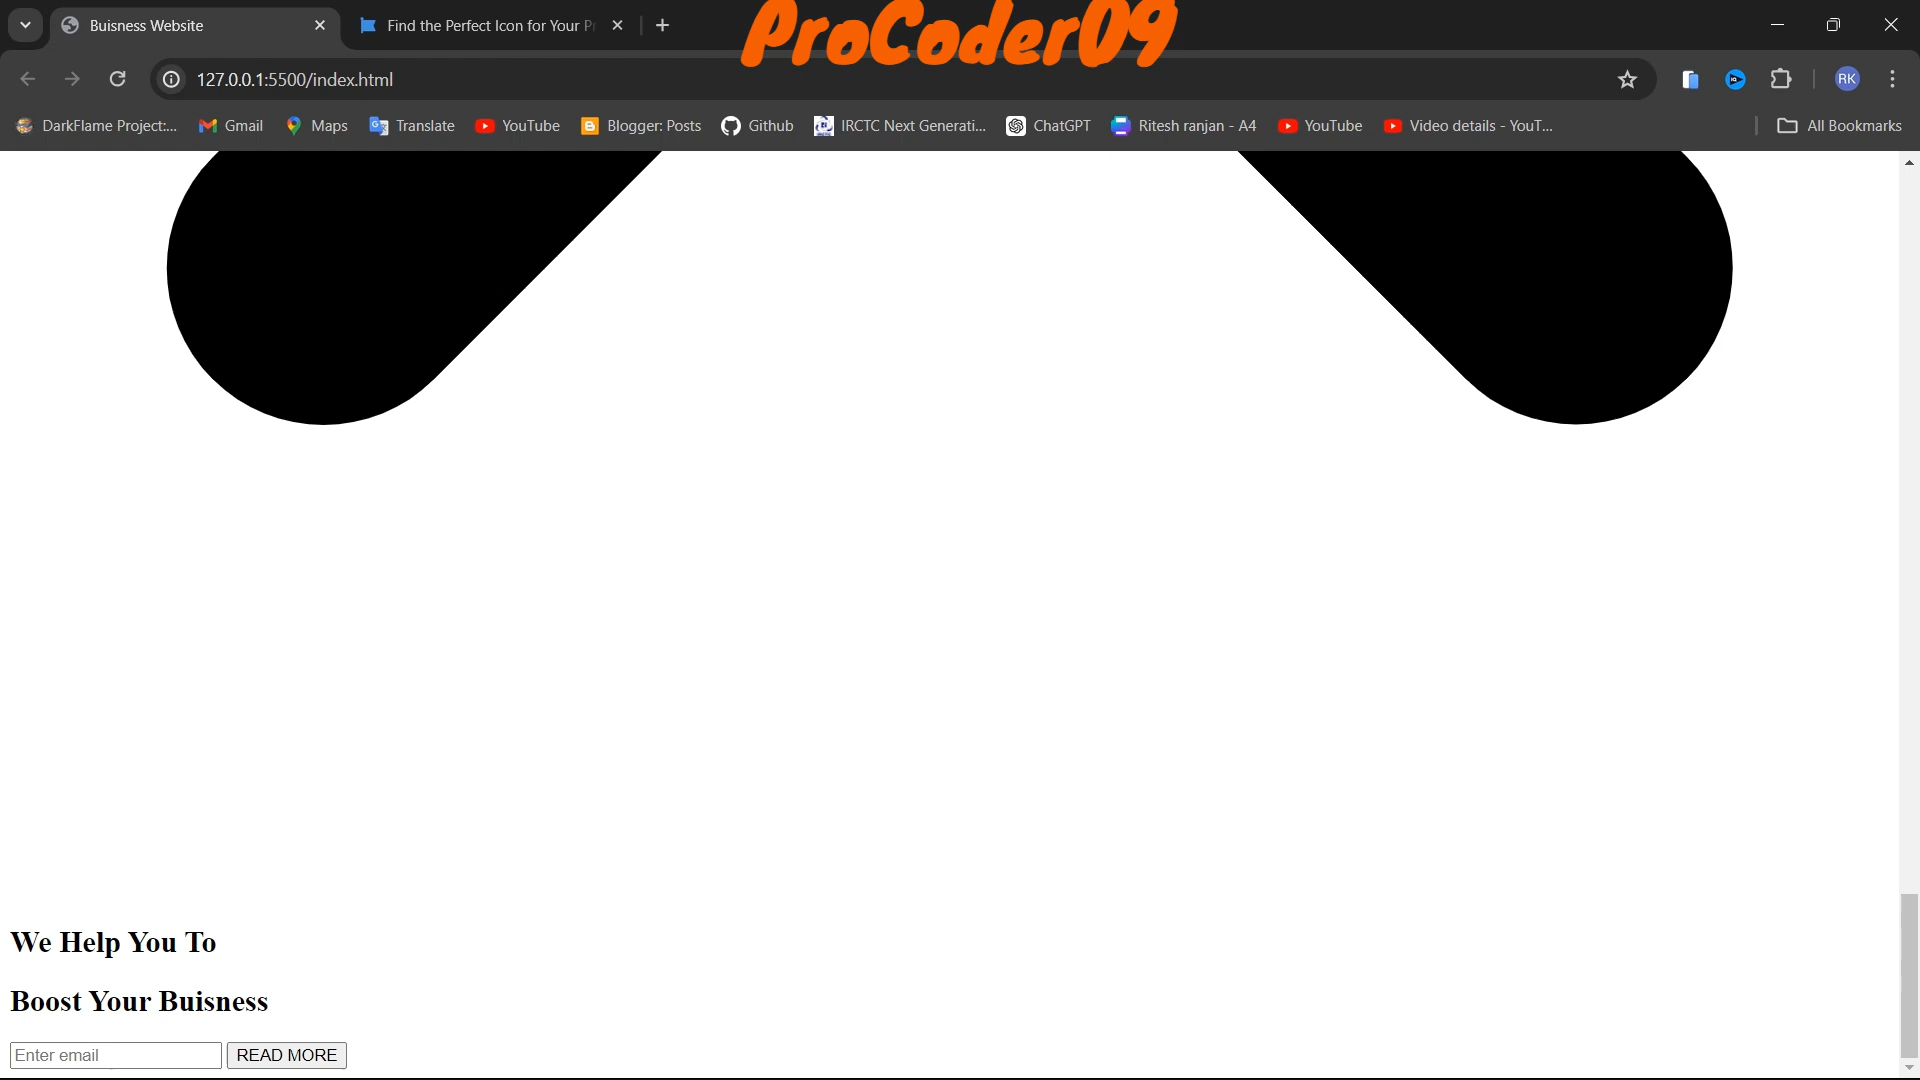 Buisness Website
Find the Perfect Icon for Your Pr
ProCoder09
127.0.0.1:5500/index.html
RK
DarkFlame Project:...
Gmail
Maps
Translate
YouTube
Blogger: Posts
Github
IRCTC Next Generati...
ChatGPT
Ritesh ranjan - A4
YouTube
Video details - YouT...
All Bookmarks
We Help You To
Boost Your Buisness
Enter email
READ MORE